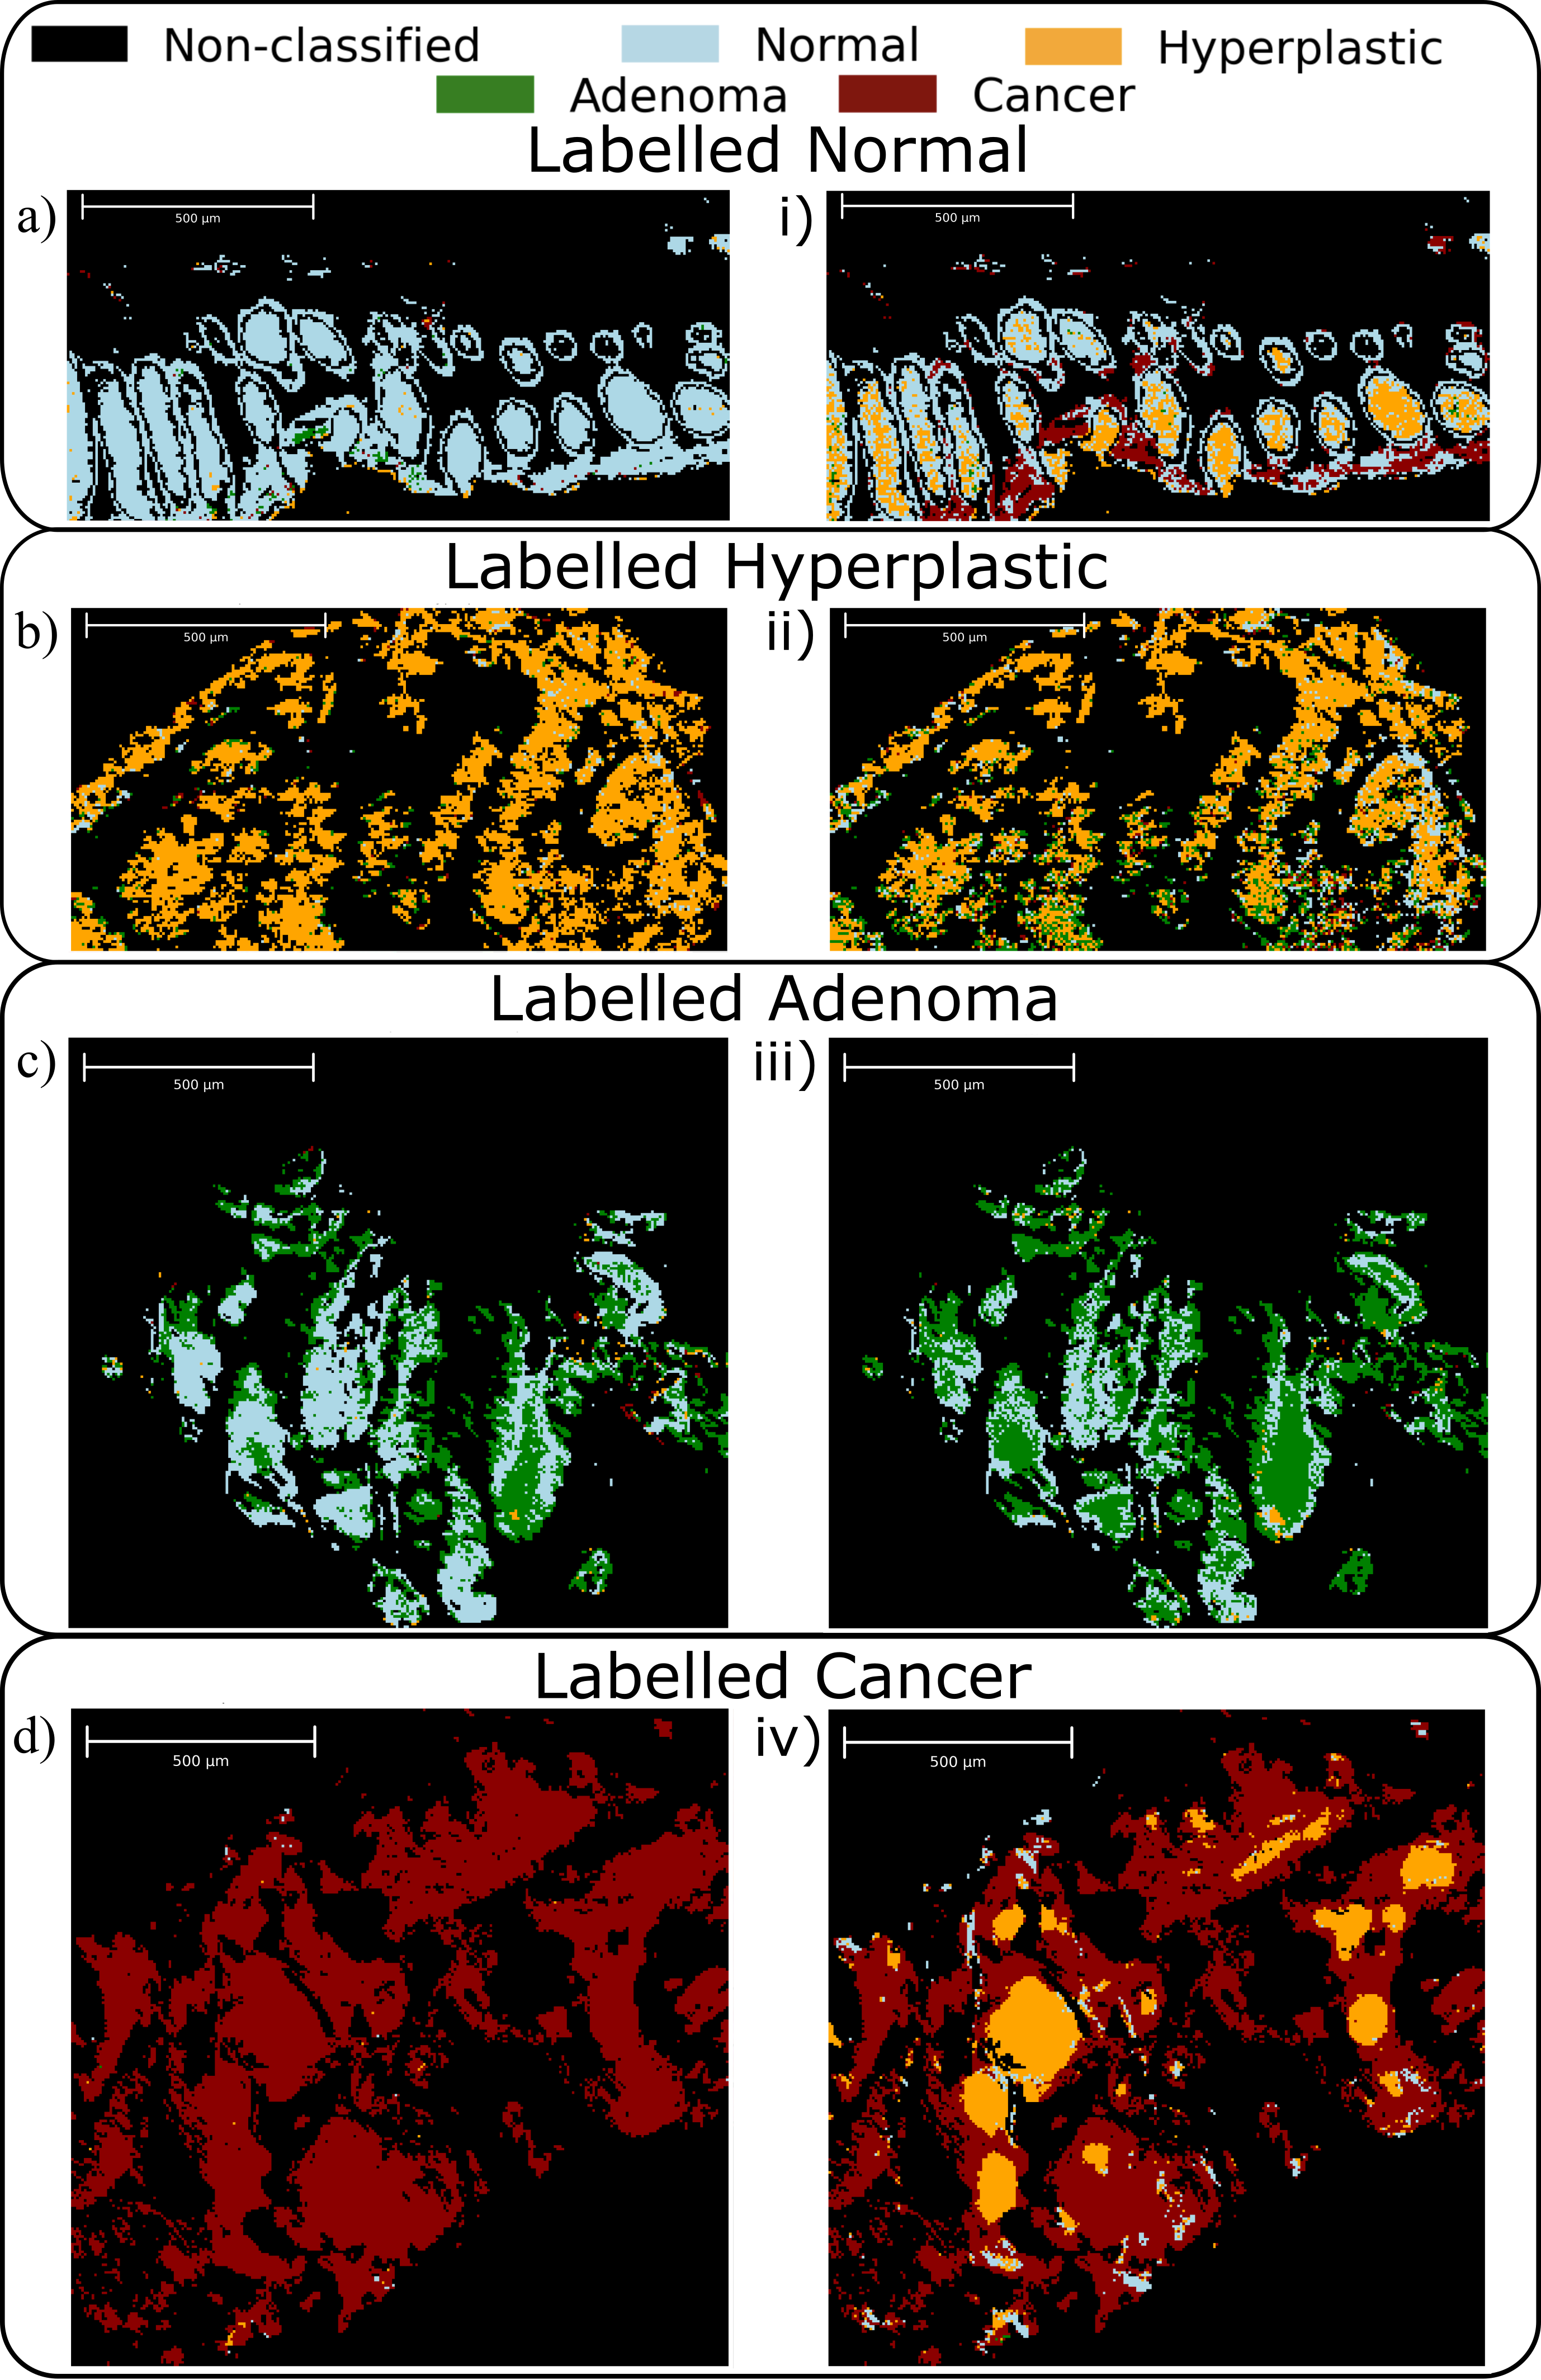 Non-classified Normal Hyperplastic
Adenoma Cancer
Labelled Normal
a) 500 µm i) 500 µm
Labelled Hyperplastic
b) 500 µm ii) 500 µm
Labelled Adenoma
c) 500 µm iii) 500 µm
Labelled Cancer
d) 500 µm iv) 500 µm